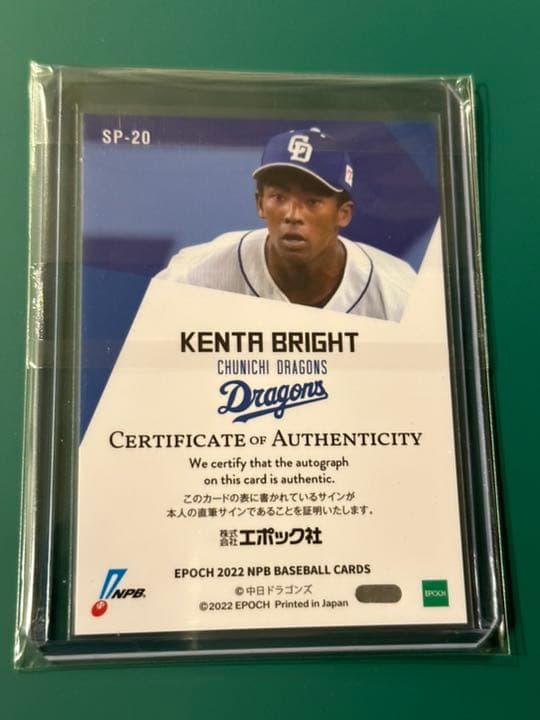 SP-20
CD
KENTA BRIGHT
CHUNICHI DRAGONS
Dragons
CERTIFICATE OF AUTHENTICITY
We certify that the autograph
on this card is authentic.
このカードの表に書かれているサインが
本人の直筆サインであることを証明いたします。
株式会社エポック社
EPOCH 2022 NPB BASEBALL CARDS
NPB.
©中日ドラゴンズ
©2022 EPOCH Printed in Japan
EPOCH